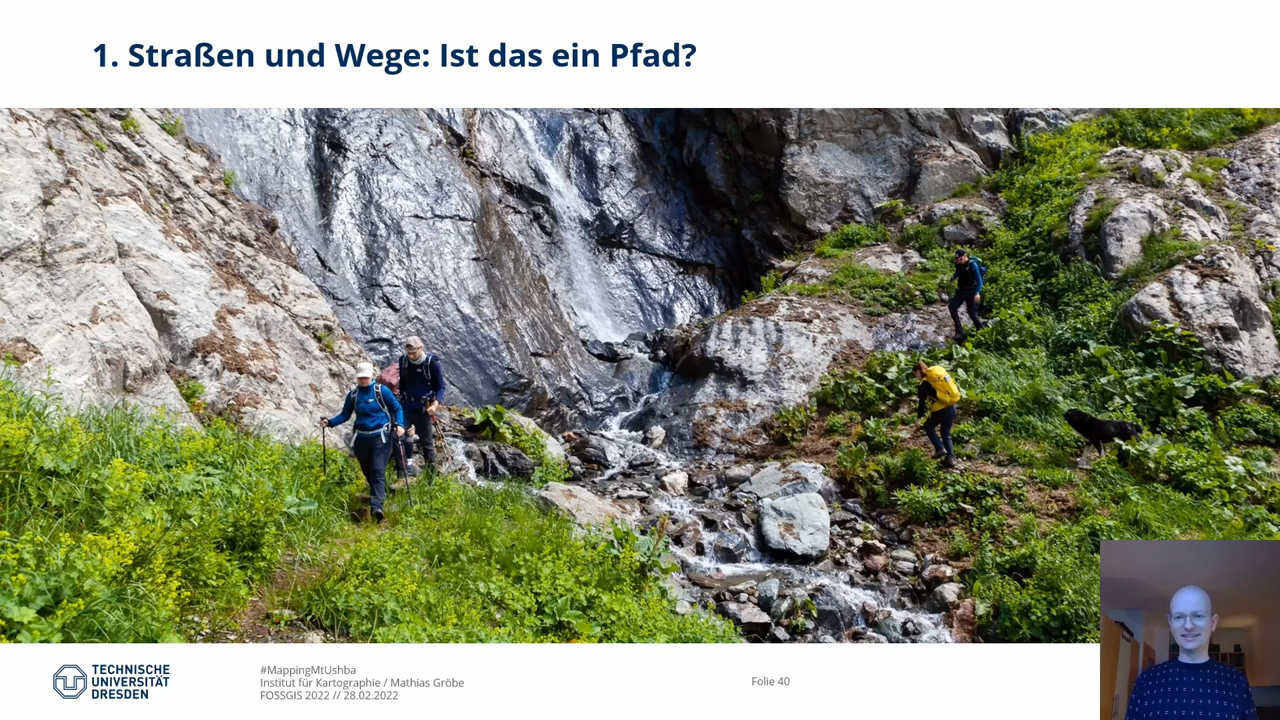 1. Straßen und Wege: Ist das ein Pfad?
TECHNISCHE
UNIVERSITÄT
DRESDEN
#MappingMtUshba
Institut für Kartographie / Mathias Gröbe
FOSSGIS 2022 // 28.02.2022
Folie 40